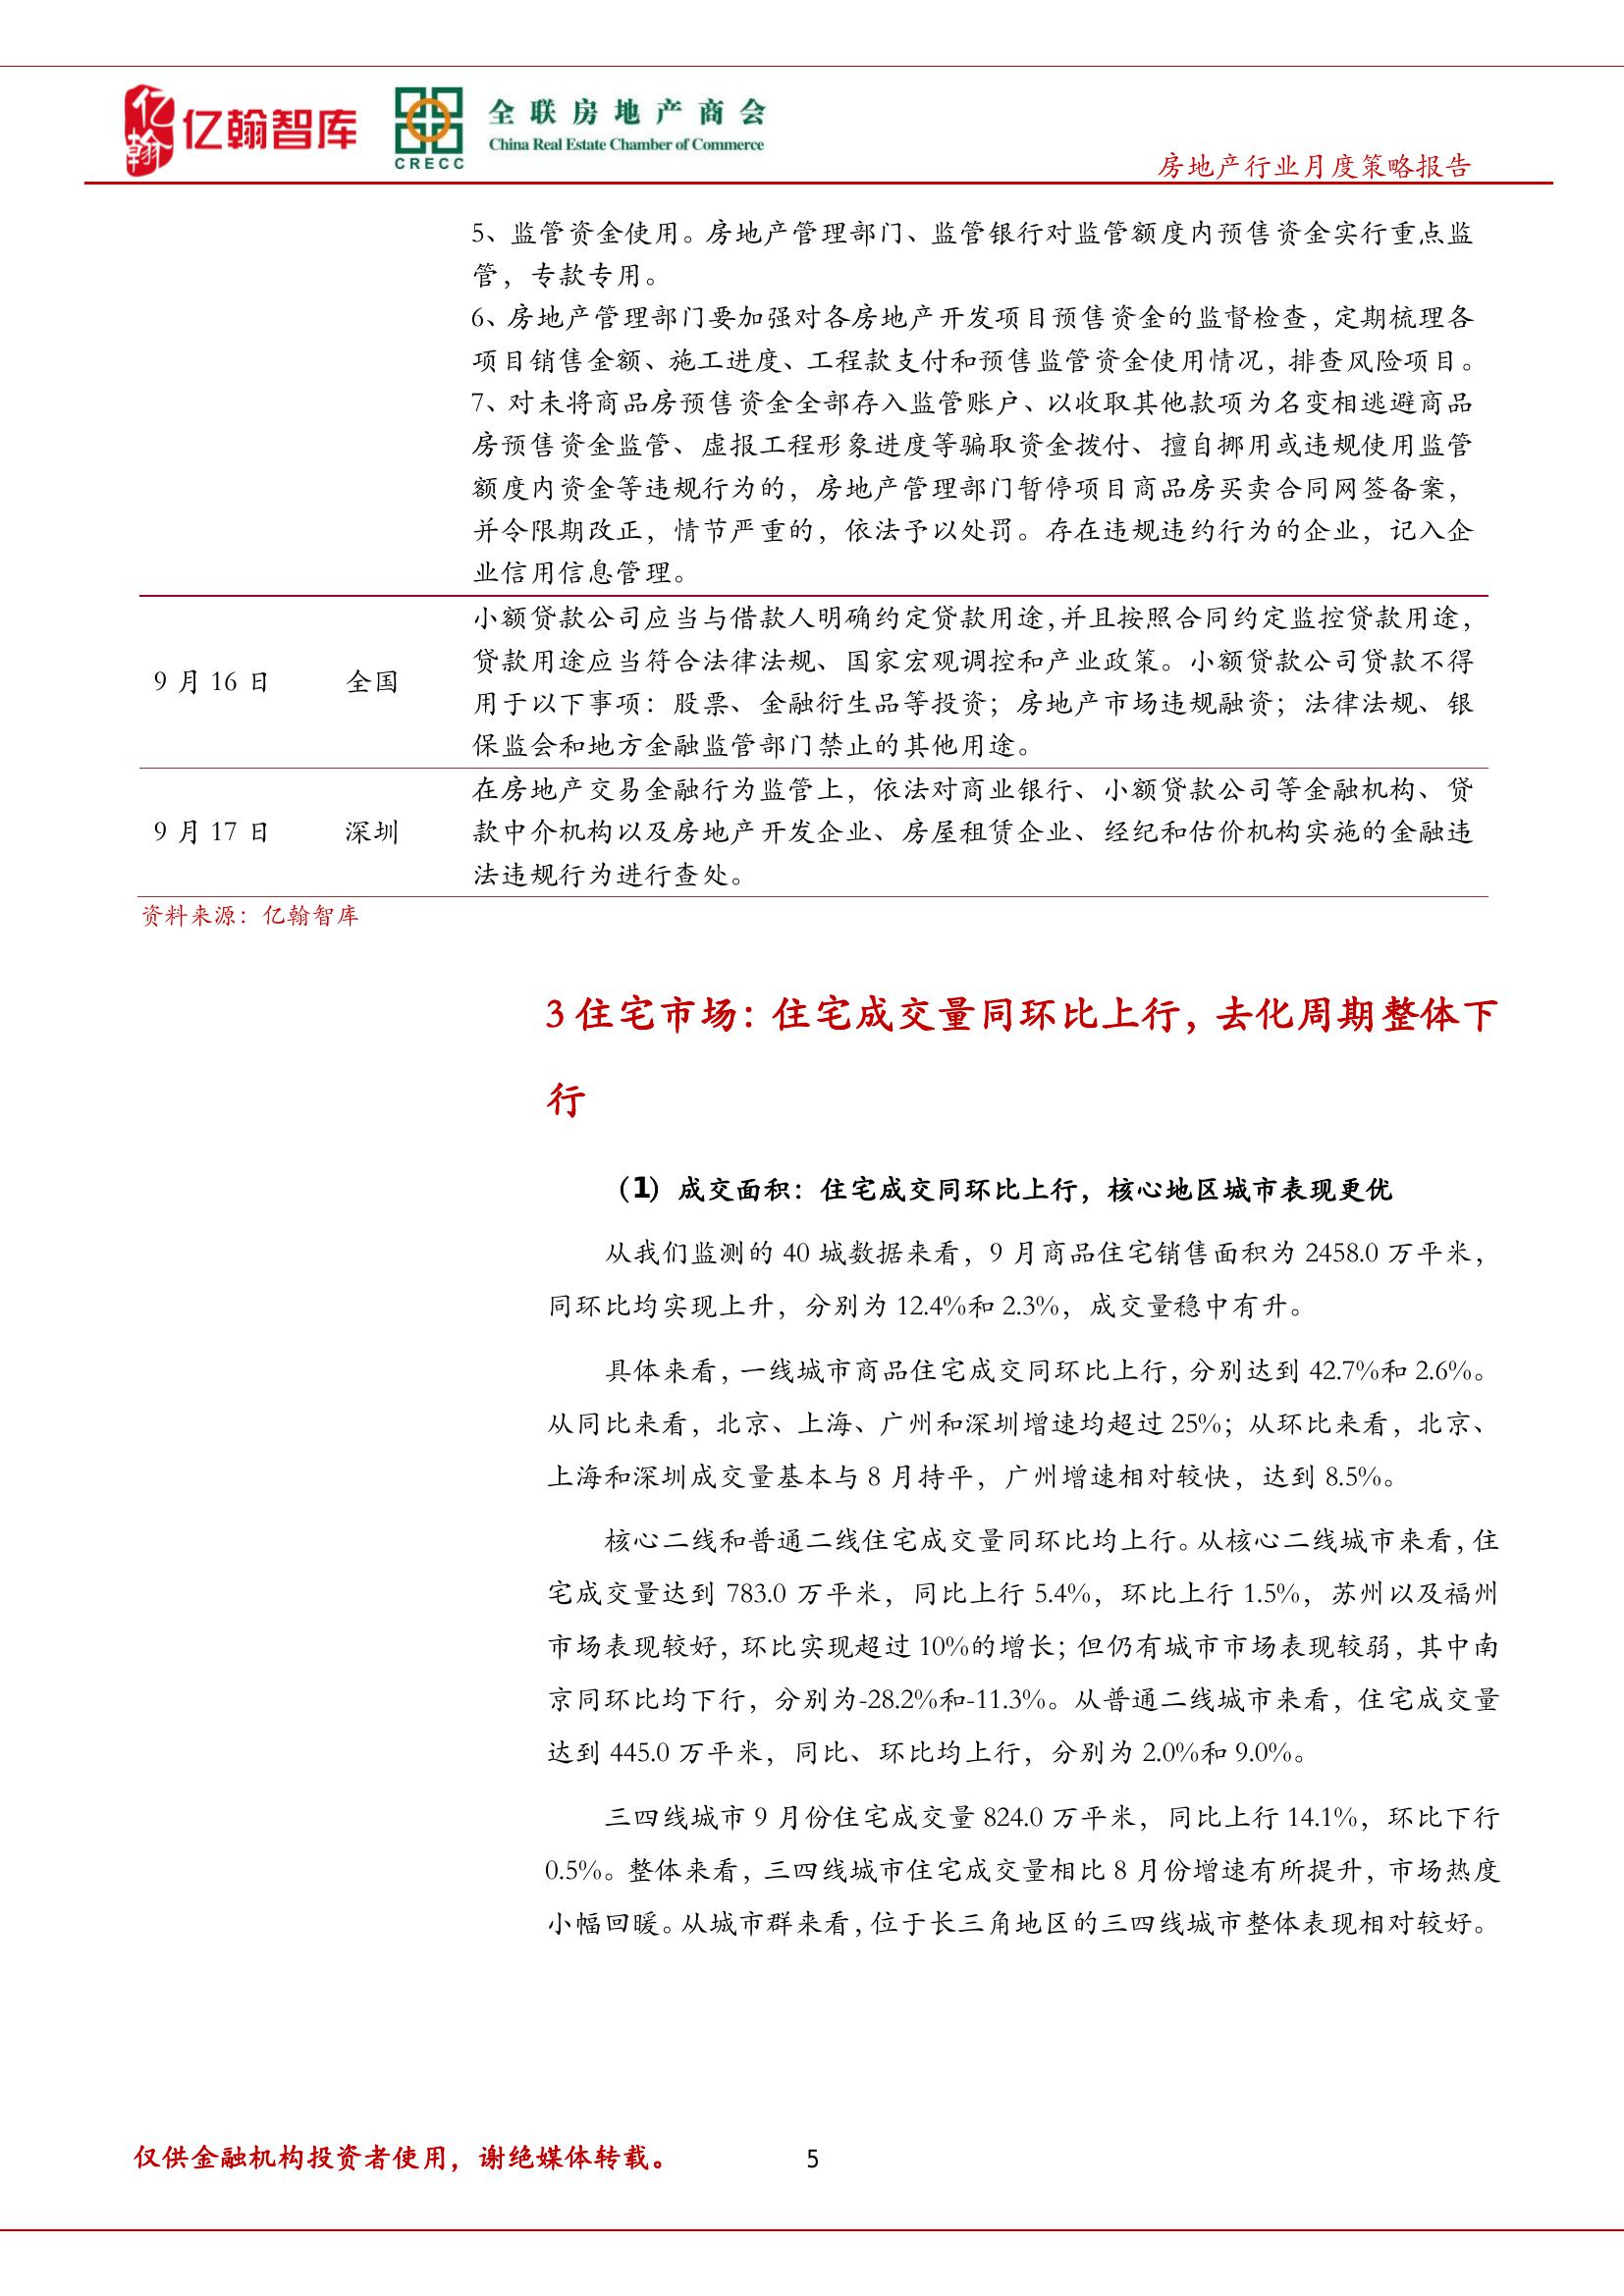 亿翰
亿翰智库
CRECC
全联房地产商会
China Real Estate Chamber of Commerce
房地产行业月度策略报告
5、监管资金使用。房地产管理部门、监管银行对监管额度内预售资金实行重点监
管，专款专用。
6、房地产管理部门要加强对各房地产开发项目预售资金的监督检查，定期梳理各
项目销售金额、施工进度、工程款支付和预售监管资金使用情况，排查风险项目。
7、对未将商品房预售资金全部存入监管账户、以收取其他款项为名变相逃避商品
房预售资金监管、虚报工程形象进度等骗取资金拨付、擅自挪用或违规使用监管
额度内资金等违规行为的，房地产管理部门暂停项目商品房买卖合同网签备案，
并令限期改正，情节严重的，依法予以处罚。存在违规违约行为的企业，记入企
业信用信息管理。
9 月 16 日 全国
小额贷款公司应当与借款人明确约定贷款用途，并且按照合同约定监控贷款用途，
贷款用途应当符合法律法规、国家宏观调控和产业政策。小额贷款公司贷款不得
用于以下事项：股票、金融衍生品等投资；房地产市场违规融资；法律法规、银
保监会和地方金融监管部门禁止的其他用途。
9 月 17 日 深圳
在房地产交易金融行为监管上，依法对商业银行、小额贷款公司等金融机构、贷
款中介机构以及房地产开发企业、房屋租赁企业、经纪和估价机构实施的金融违
法违规行为进行查处。
资料来源：亿翰智库
3 住宅市场：住宅成交量同环比上行，去化周期整体下
行
（1）成交面积：住宅成交同环比上行，核心地区城市表现更优
从我们监测的 40 城数据来看，9 月商品住宅销售面积为 2458.0 万平米，
同环比均实现上升，分别为 12.4%和 2.3%，成交量稳中有升。
具体来看，一线城市商品住宅成交同环比上行，分别达到 42.7%和 2.6%。
从同比来看，北京、上海、广州和深圳增速均超过 25%；从环比来看，北京、
上海和深圳成交量基本与 8 月持平，广州增速相对较快，达到 8.5%。
核心二线和普通二线住宅成交量同环比均上行。从核心二线城市来看，住
宅成交量达到 783.0 万平米，同比上行 5.4%，环比上行 1.5%，苏州以及福州
市场表现较好，环比实现超过 10%的增长；但仍有城市市场表现较弱，其中南
京同环比均下行，分别为-28.2%和-11.3%。从普通二线城市来看，住宅成交量
达到 445.0 万平米，同比、环比均上行，分别为 2.0%和 9.0%。
三四线城市 9 月份住宅成交量 824.0 万平米，同比上行 14.1%，环比下行
0.5%。整体来看，三四线城市住宅成交量相比 8 月份增速有所提升，市场热度
小幅回暖。从城市群来看，位于长三角地区的三四线城市整体表现相对较好。
仅供金融机构投资者使用，谢绝媒体转载。
5